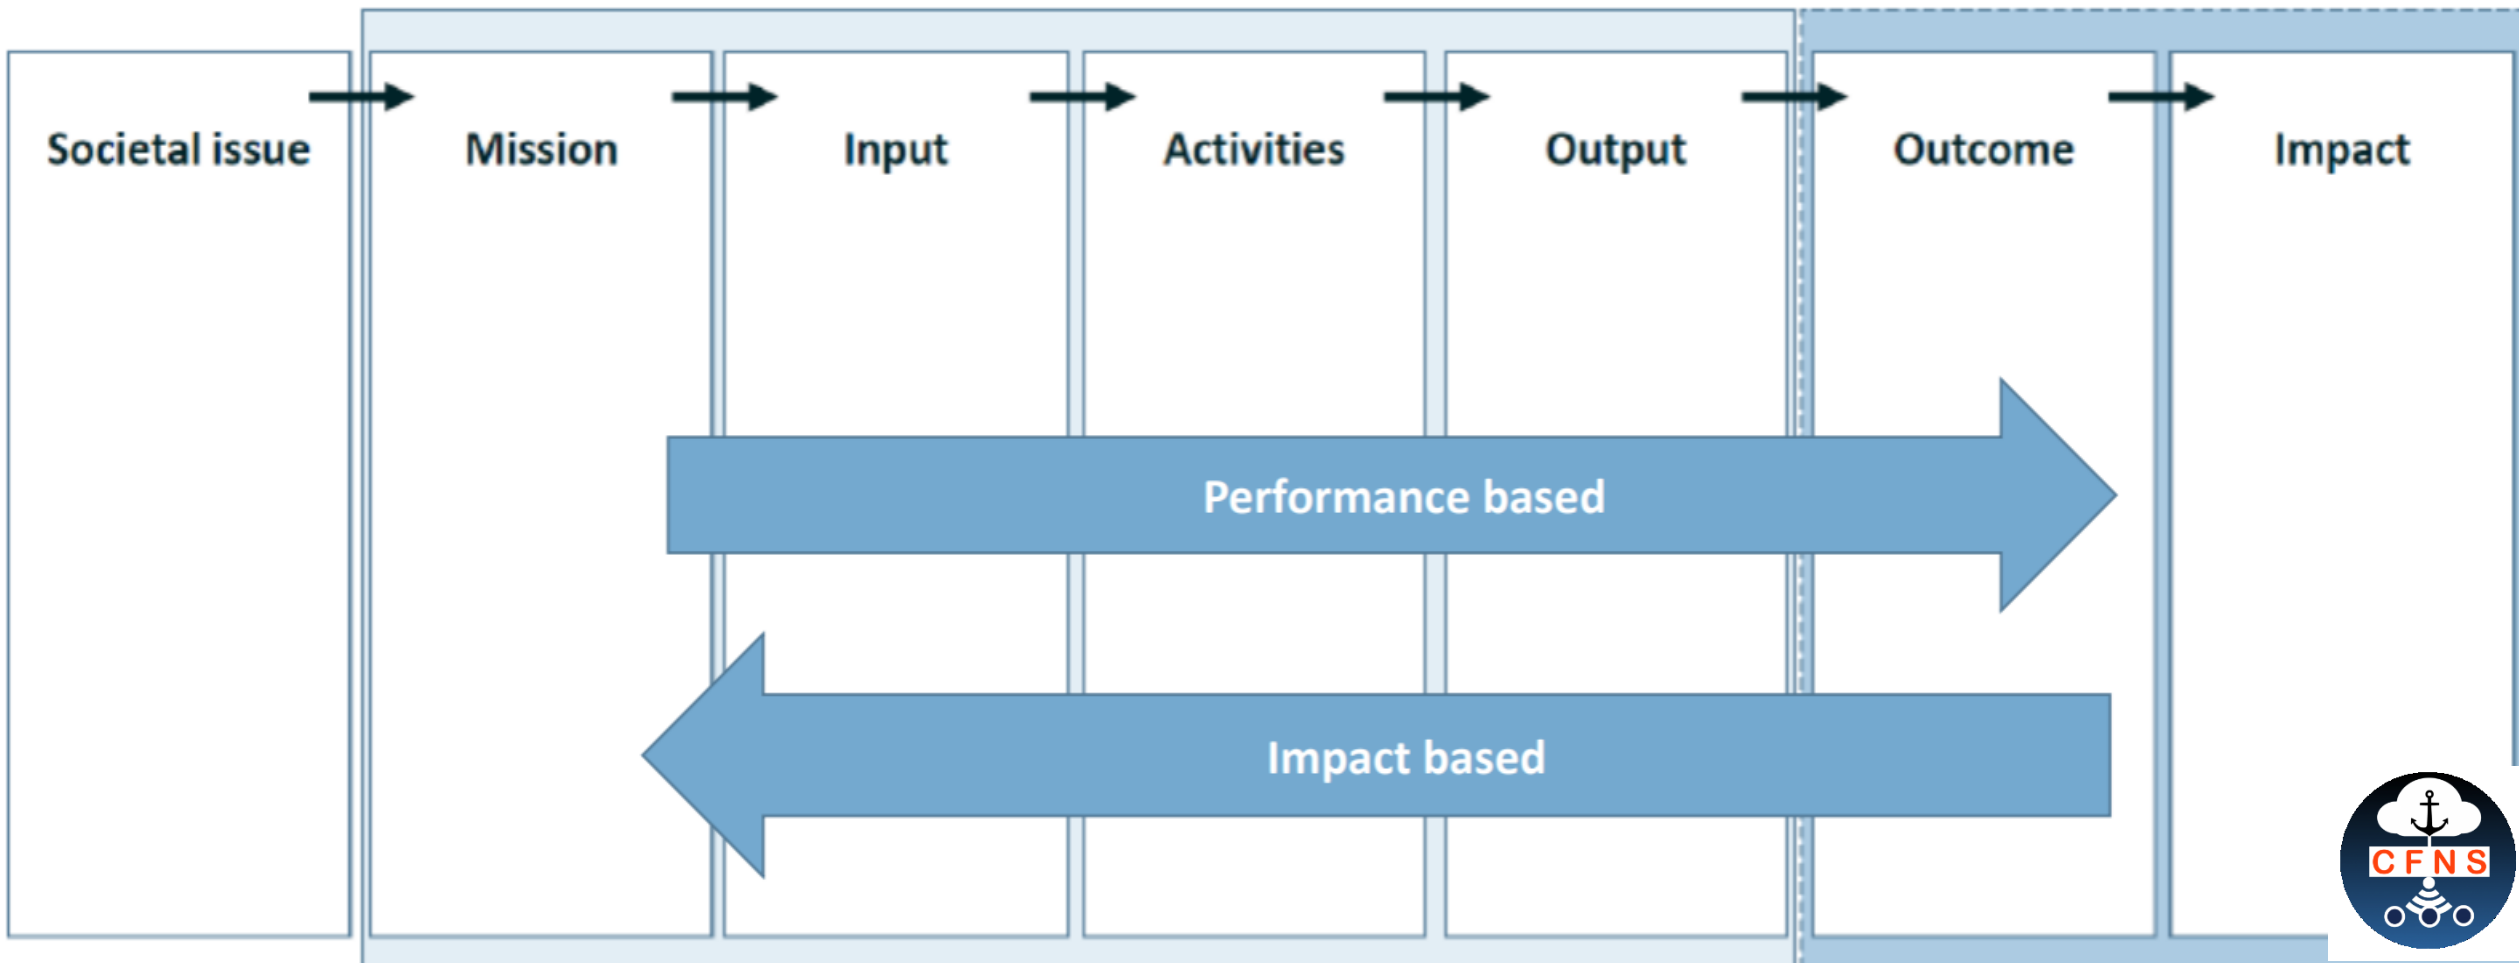 Societal issue
Mission
Input
Activities
Output
Outcome
Impact
Performance based
Impact based
CFNS